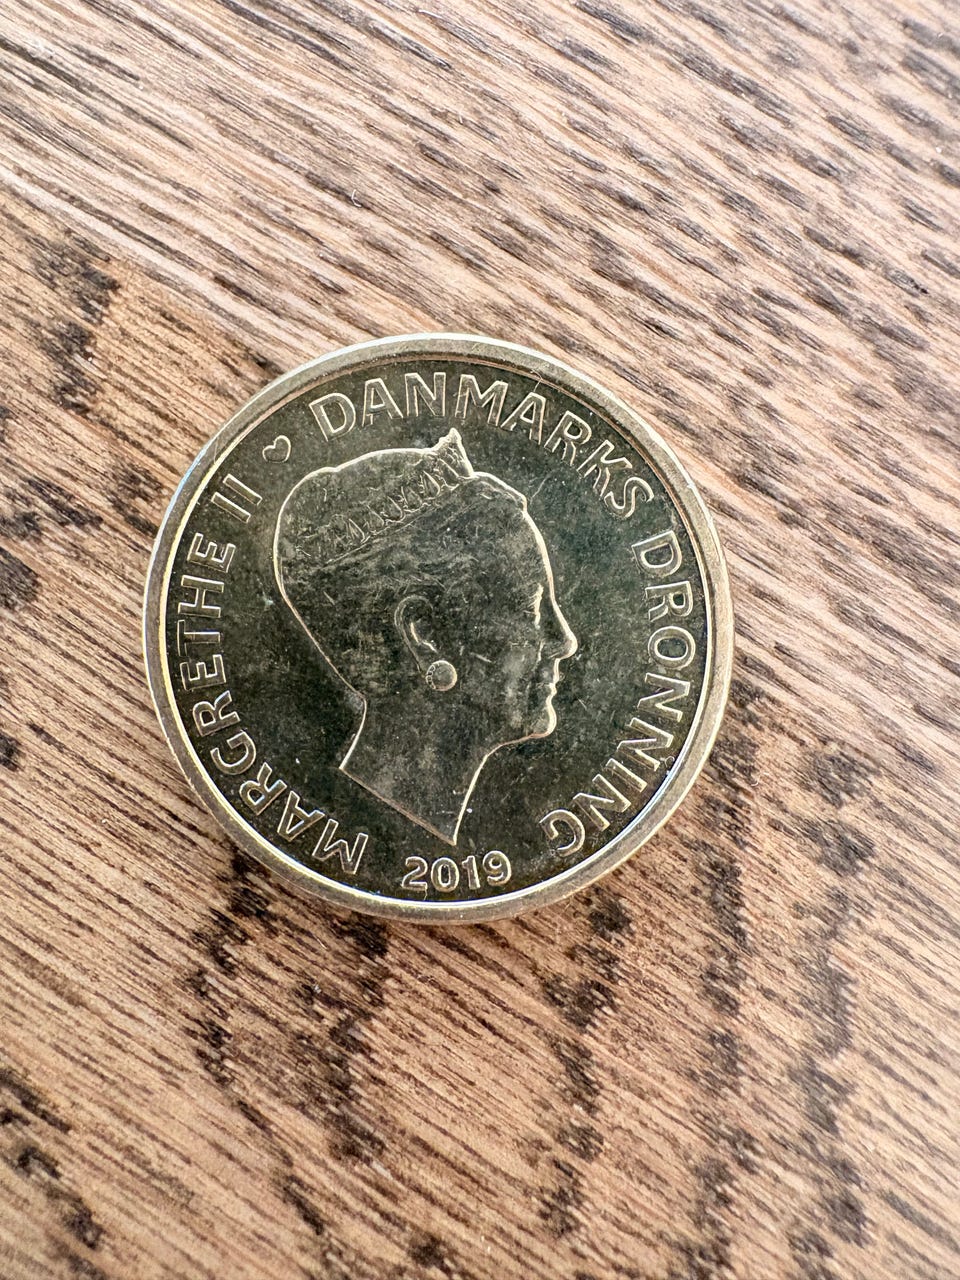 MARGRETHE II ♡ DANMARKS DRONNING
2019